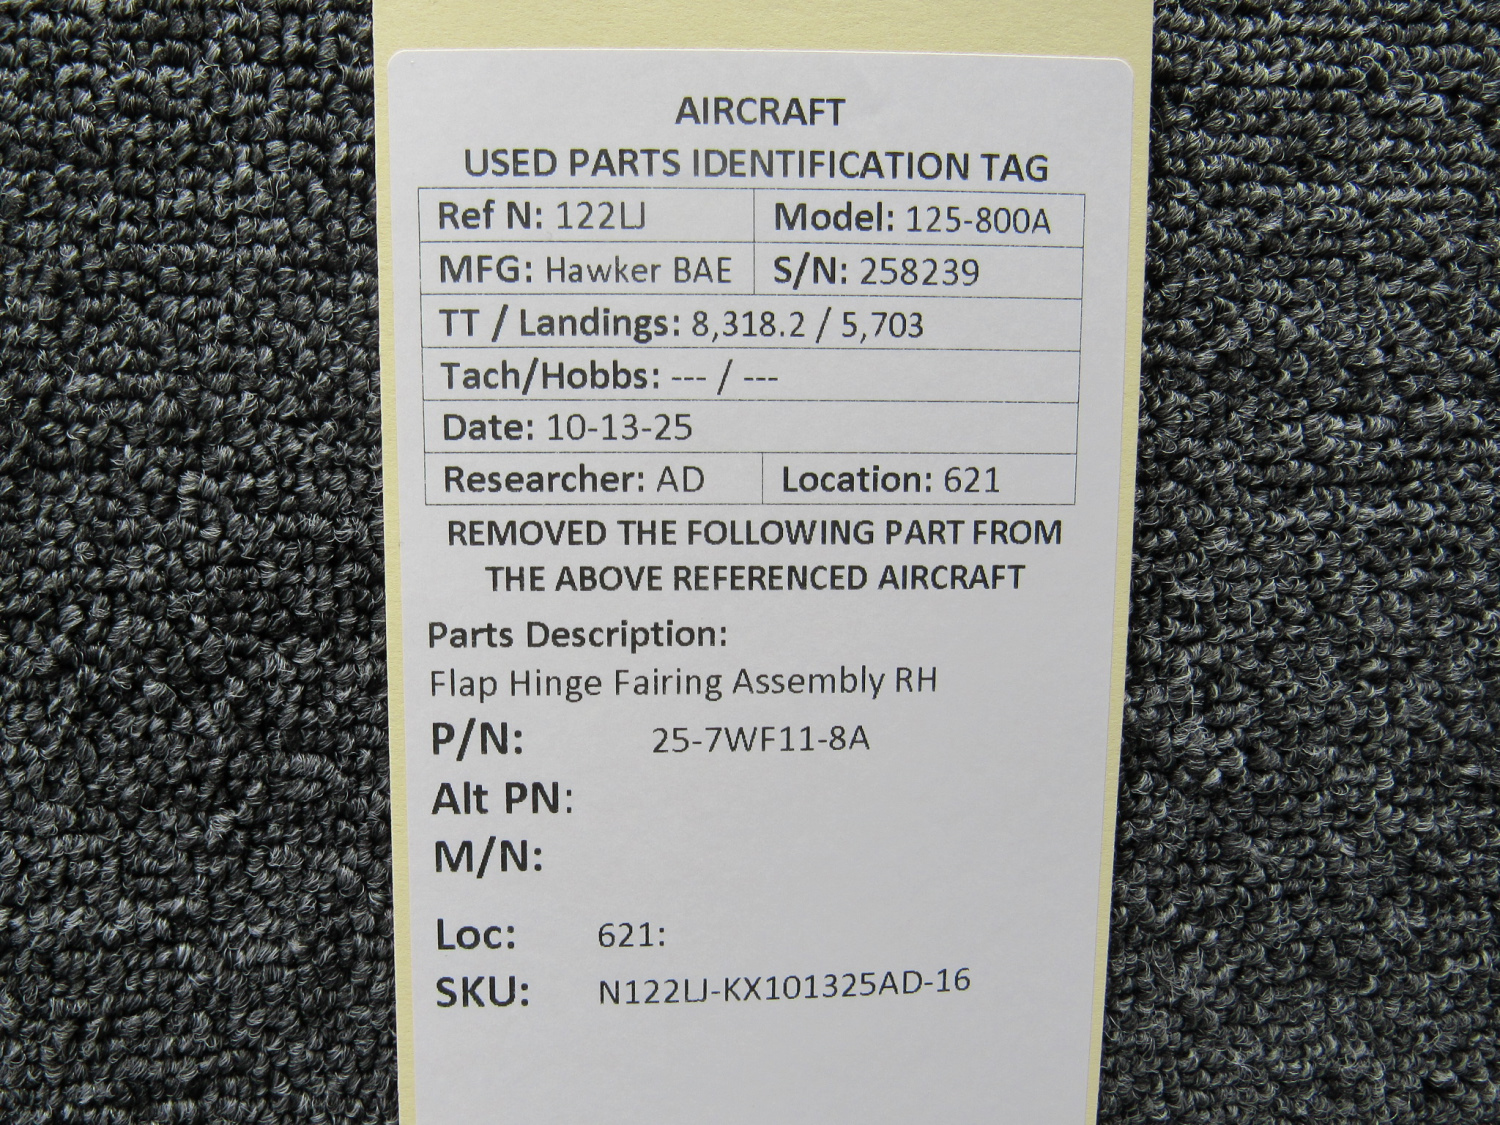 AIRCRAFT
USED PARTS IDENTIFICATION TAG
Ref N: 122LJ Model: 125-800A
MFG: Hawker BAE S/N: 258239
TT / Landings: 8,318.2 / 5,703
Tach/Hobbs: --- / ---
Date: 10-13-25
Researcher: AD Location: 621
REMOVED THE FOLLOWING PART FROM
THE ABOVE REFERENCED AIRCRAFT
Parts Description:
Flap Hinge Fairing Assembly RH
P/N: 25-7WF11-8A
Alt PN:
M/N:
Loc: 621:
SKU: N122LJ-KX101325AD-16